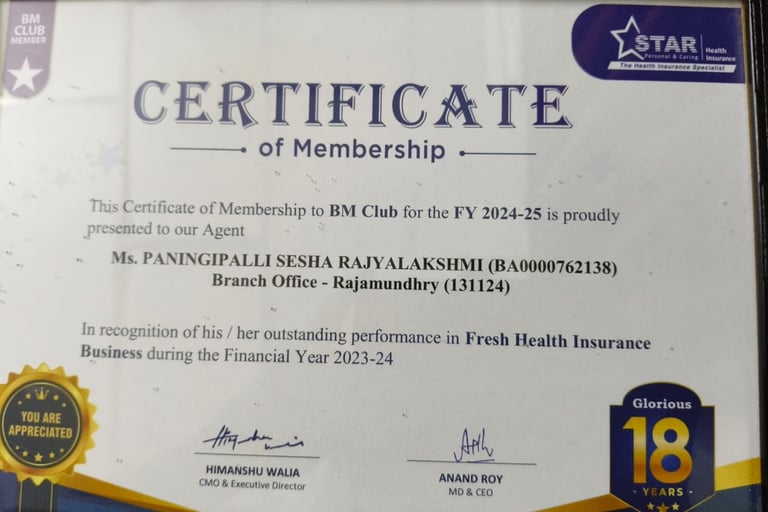 BM
CLUB
MEMBER
STAR
Health
Insurance
Personal & Caring
The Health Insurance Specialist
CERTIFICATE
of Membership
This Certificate of Membership to BM Club for the FY 2024-25 is proudly
presented to our Agent
Ms. PANINGIPALLI SESHA RAJYALAKSHMI (BA0000762138)
Branch Office - Rajamundhry (131124)
In recognition of his / her outstanding performance in Fresh Health Insurance
Business during the Financial Year 2023-24
YOU ARE
APPRECIATED
HIMANSHU WALIA
CMO & Executive Director
ANAND ROY
MD & CEO
Glorious
18
YEARS